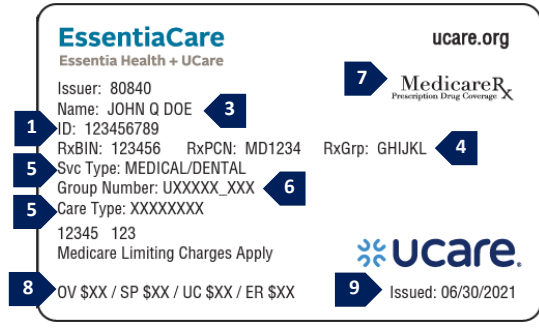 EssentiaCare
ucare.org
Essentia Health + UCare
7
MedicareRx
Prescription Drug Coverage
Issuer: 80840
Name: JOHN Q DOE 3
1 ID: 123456789
RxBIN: 123456 RxPCN: MD1234 RxGrp: GHIJKL 4
5 Svc Type: MEDICAL/DENTAL
Group Number: UXXXXX_XXX 6
5 Care Type: XXXXXXXX
12345 123
Medicare Limiting Charges Apply
ucare.
8 OV $XX / SP $XX / UC $XX / ER $XX
9 Issued: 06/30/2021